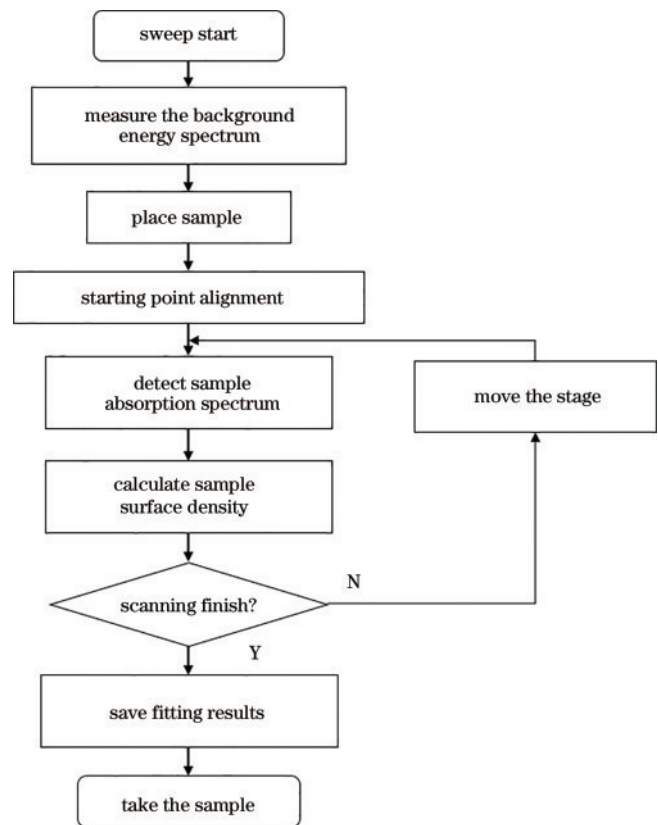 sweep start
measure the background
energy spectrum
place sample
starting point alignment
detect sample
absorption spectrum
move the stage
calculate sample
surface density
scanning finish?
N
Y
save fitting results
take the sample